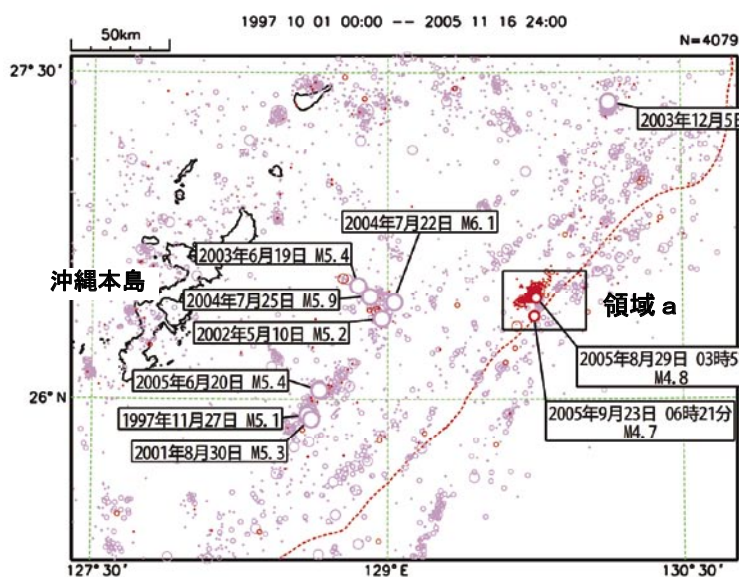 1997 10 01 00:00 -- 2005 11 16 24:00
50km
N=4079
27° 30'
2003年12月5日
2004年7月22日 M6.1
2003年6月19日 M5.4
沖縄本島
2004年7月25日 M5.9
領域a
2002年5月10日 M5.2
2005年8月29日 03時5
M4.8
2005年6月20日 M5.4
26° N
2005年9月23日 06時21分
M4.7
1997年11月27日 M5.1
2001年8月30日 M5.3
127° 30'
129° E
130° 30'